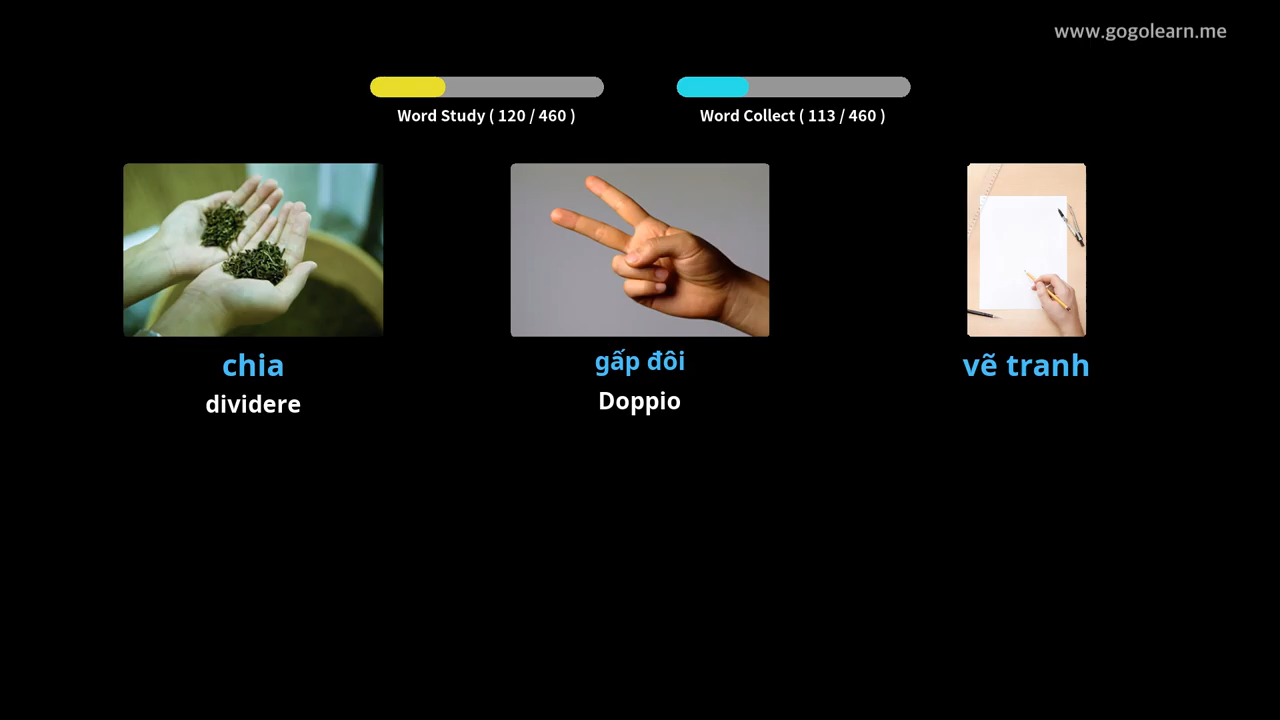 www.gogolearn.me
Word Study ( 120 / 460 )
Word Collect ( 113 / 460 )
chia
dividere
gấp đôi
Doppio
vẽ tranh